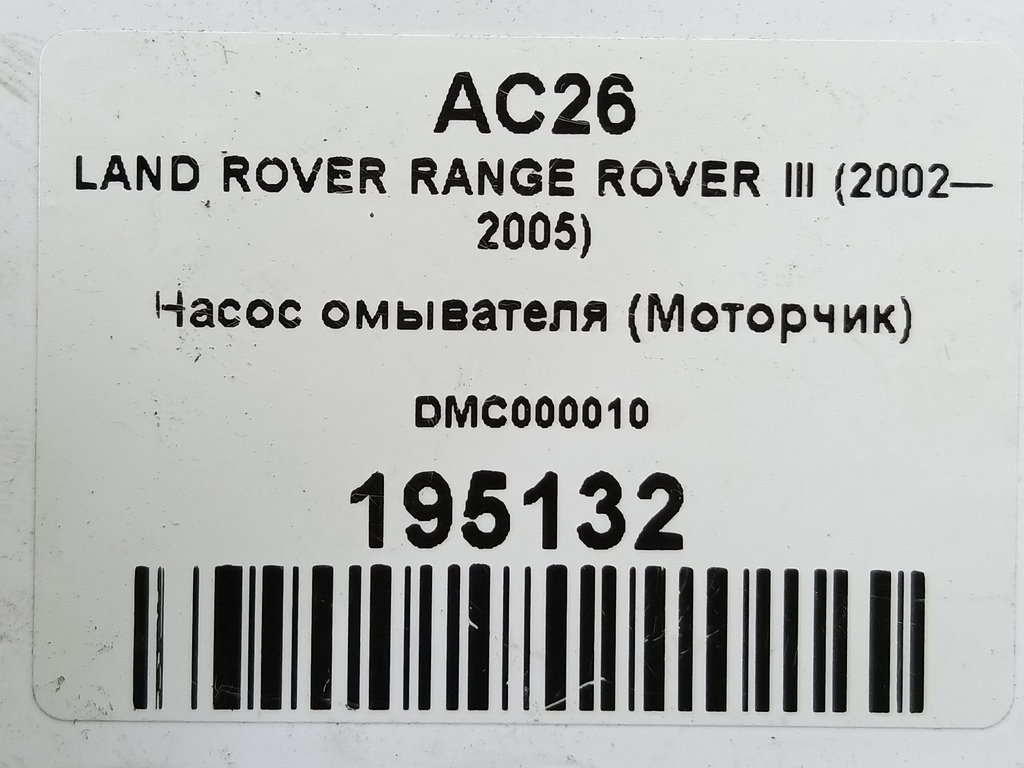 AC26
LAND ROVER RANGE ROVER III (2002—
2005)
Насос омывателя (Моторчик)
DMC000010
195132